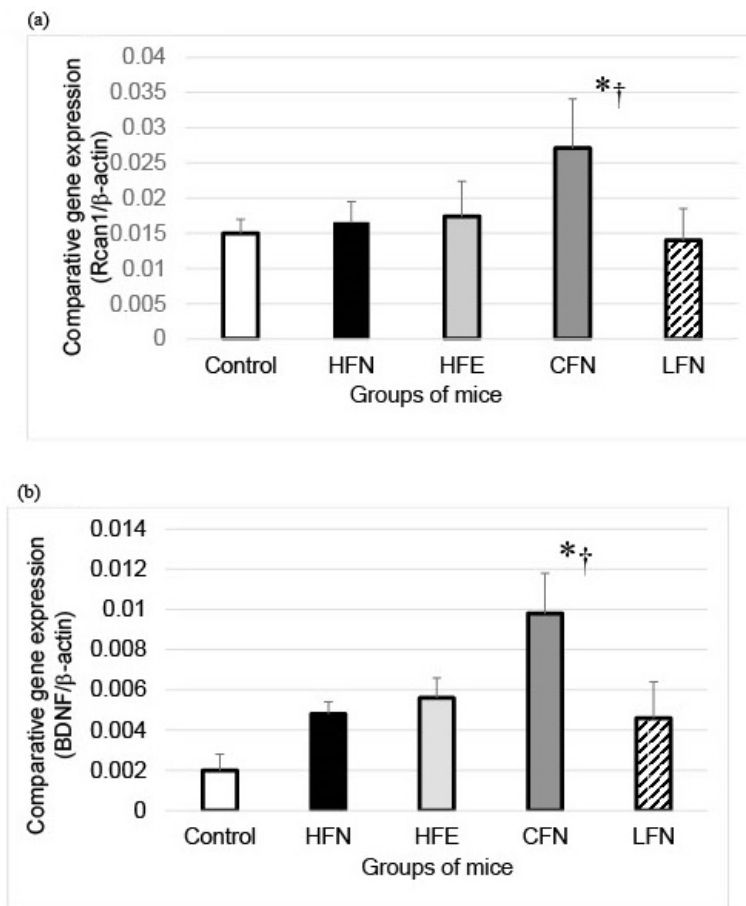 (a)
Comparative gene expression
(Rcan1/β-actin)
0.04
0.035
0.03
0.025
0.02
0.015
0.01
0.005
0
*†
Control HFN HFE CFN LFN
Groups of mice
(b)
Comparative gene expression
(BDNF/β-actin)
0.014
0.012
0.01
0.008
0.006
0.004
0.002
0
*†
Control HFN HFE CFN LFN
Groups of mice